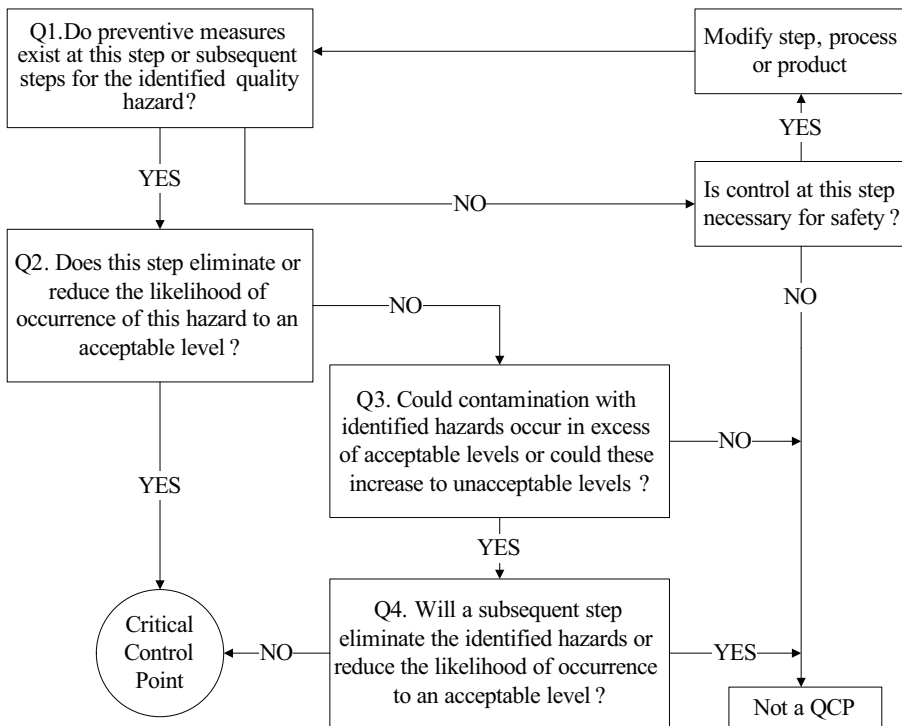 Q1.Do preventive measures
exist at this step or subsequent
steps for the identified quality
hazard?
Modify step, process
or product
YES
YES
NO
Is control at this step
necessary for safety?
Q2. Does this step eliminate or
reduce the likelihood of
occurrence of this hazard to an
acceptable level?
NO
NO
Q3. Could contamination with
identified hazards occur in excess
of acceptable levels or could these
increase to unacceptable levels?
NO
YES
YES
Q4. Will a subsequent step
eliminate the identified hazards or
reduce the likelihood of occurrence
to an acceptable level?
Critical
Control
Point
NO
YES
Not a QCP